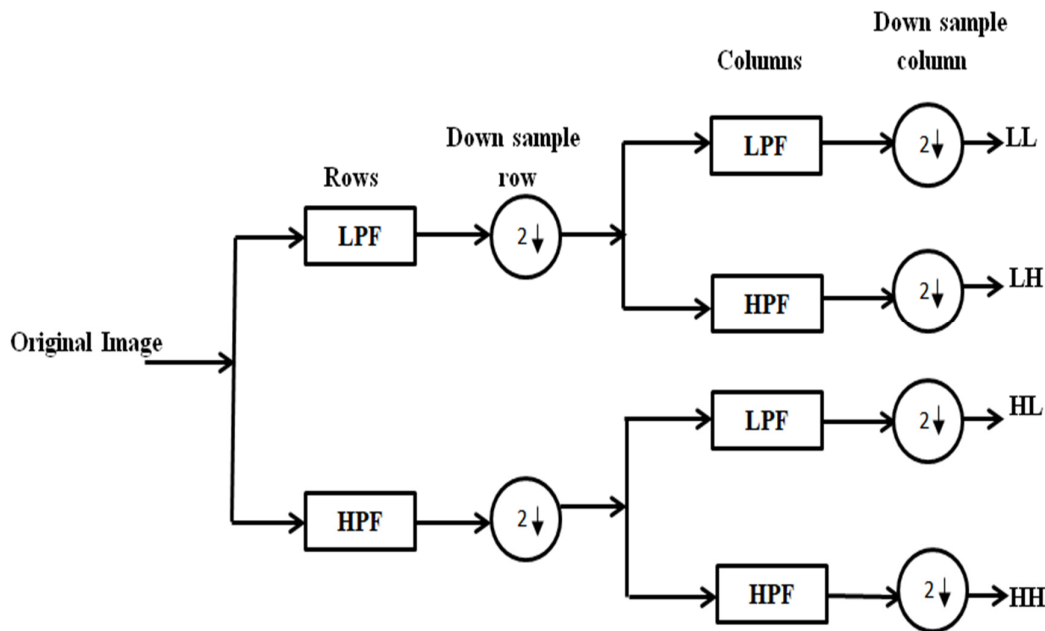 Down sample
column
Columns
LPF
2↓
LL
Down sample
row
Rows
LPF
2↓
HPF
2↓
LH
Original Image
LPF
2↓
HL
HPF
2↓
HPF
2↓
HH